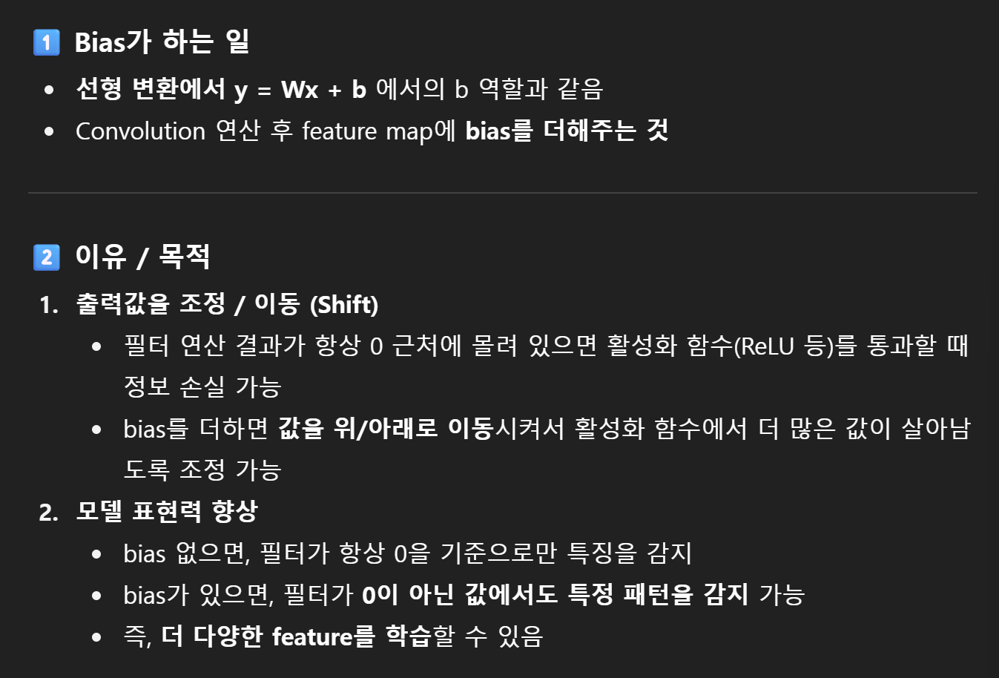 1️⃣ Bias가 하는 일
• 선형 변환에서 y = Wx + b 에서의 b 역할과 같음
• Convolution 연산 후 feature map에 bias를 더해주는 것
2️⃣ 이유 / 목적
1. 출력값을 조정 / 이동 (Shift)
• 필터 연산 결과가 항상 0 근처에 몰려 있으면 활성화 함수(ReLU 등)를 통과할 때
정보 손실 가능
• bias를 더하면 값을 위/아래로 이동시켜서 활성화 함수에서 더 많은 값이 살아남
도록 조정 가능
2. 모델 표현력 향상
• bias 없으면, 필터가 항상 0을 기준으로만 특징을 감지
• bias가 있으면, 필터가 0이 아닌 값에서도 특정 패턴을 감지 가능
• 즉, 더 다양한 feature를 학습할 수 있음